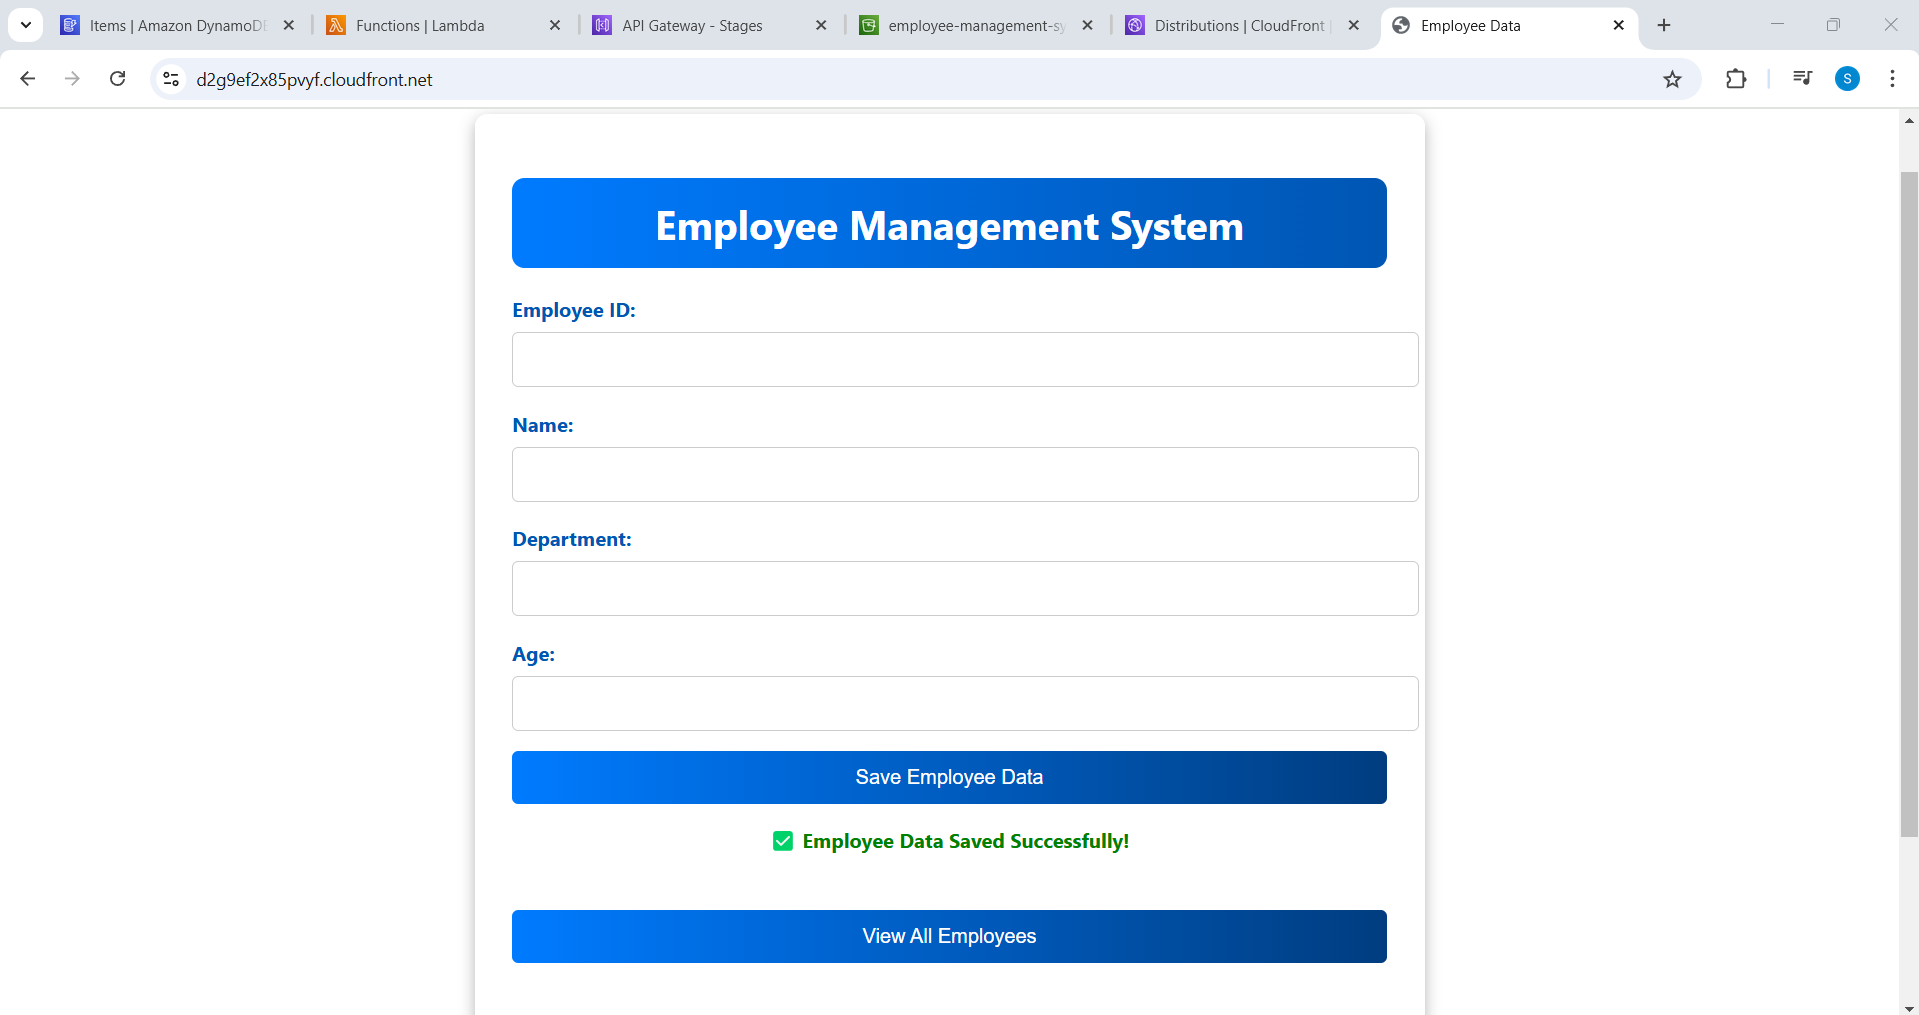 Items | Amazon DynamoDB
Functions | Lambda
API Gateway - Stages
employee-management-sy
Distributions | CloudFront |
Employee Data
d2g9ef2x85pvyf.cloudfront.net
S
Employee Management System
Employee ID:
Name:
Department:
Age:
Save Employee Data
Employee Data Saved Successfully!
View All Employees